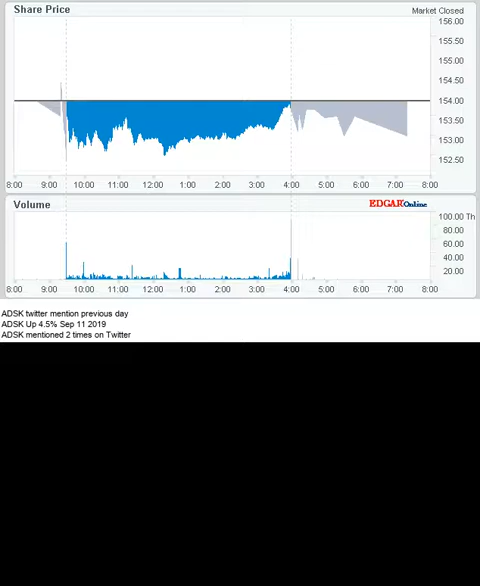 Share Price
Market Closed
156.00
155.50
155.00
154.50
154.00
153.50
153.00
152.50
8:00 9:00 10:00 11:00 12:00 1:00 2:00 3:00 4:00 5:00 6:00 7:00 8:00
Volume
EDGAR Online
100.00 Th
80.00
60.00
40.00
20.00
8:00 9:00 10:00 11:00 12:00 1:00 2:00 3:00 4:00 5:00 6:00 7:00 8:00
ADSK twitter mention previous day
ADSK Up 4.5% Sep 11 2019
ADSK mentioned 2 times on Twitter